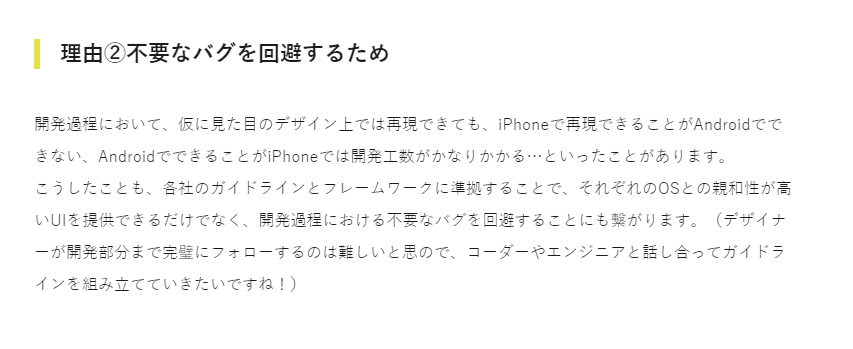 理由②不要なバグを回避するため
開発過程において、仮に見た目のデザイン上では再現できても、iPhoneで再現できることがAndroidでで
きない、AndroidでできることがiPhoneでは開発工数がかなりかかる…といったことがあります。
こうしたことも、各社のガイドラインとフレームワークに準拠することで、それぞれのOSとの親和性が高
いUIを提供できるだけでなく、開発過程における不要なバグを回避することにも繋がります。（デザイナ
ーが開発部分まで完璧にフォローするのは難しいと思ので、コーダーやエンジニアと話し合ってガイドラ
インを組み立てていきたいですね！）